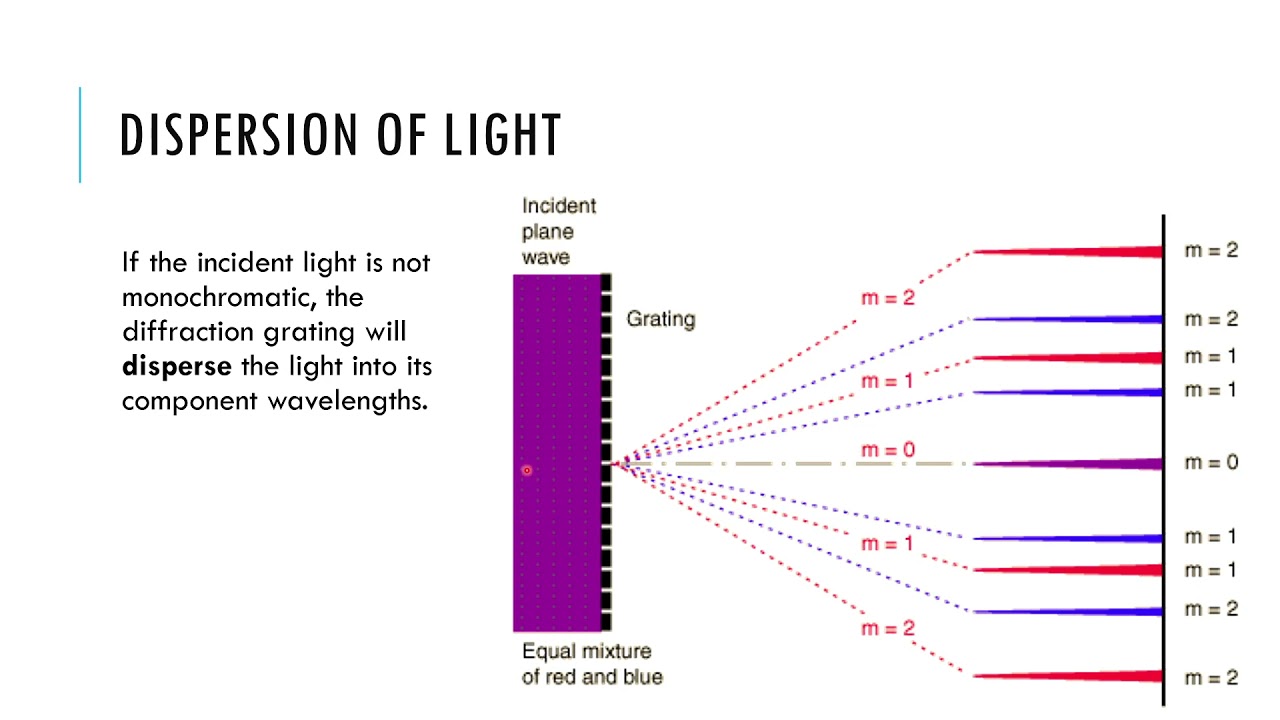 DISPERSION OF LIGHT
If the incident light is not
monochromatic, the
diffraction grating will
disperse the light into its
component wavelengths.
Incident
plane
wave
Grating
Equal mixture
of red and blue
m = 2
m = 1
m = 0
m = 1
m = 2
m = 2
m = 2
m = 1
m = 1
m = 0
m = 1
m = 1
m = 2
m = 2